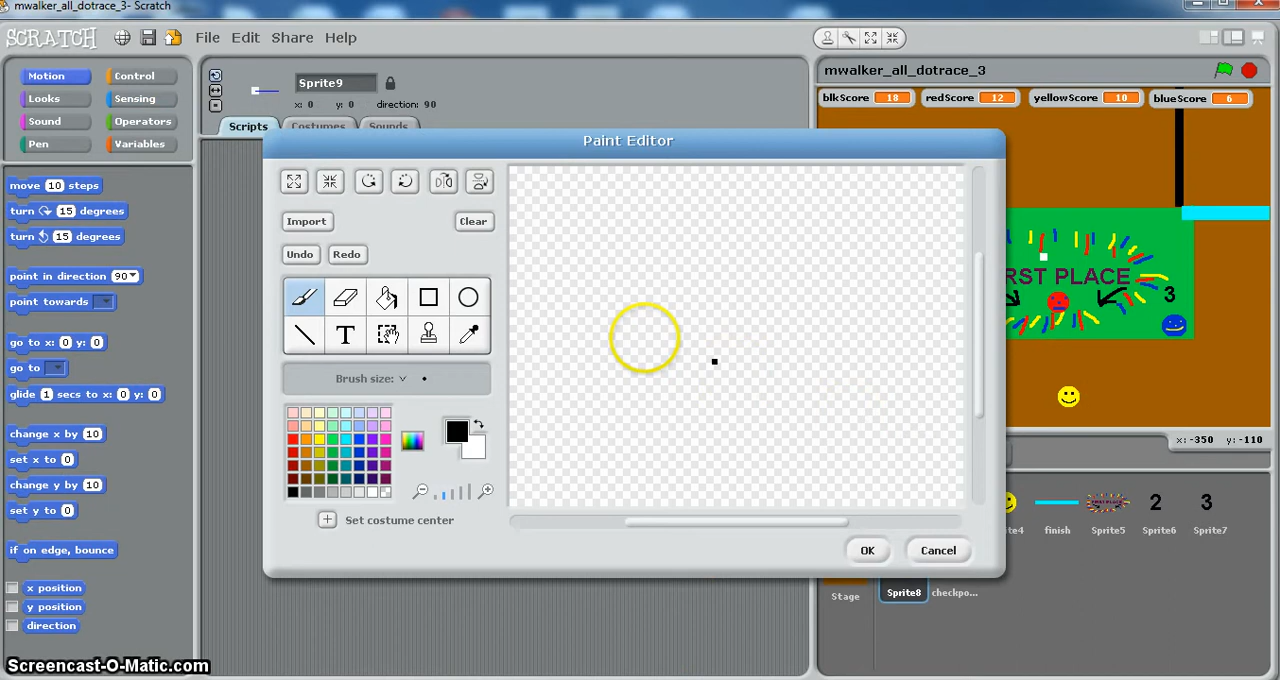 mwalker_all_dotrace_3- Scratch
SCRATCH
File Edit Share Help
Motion Control
Looks Sensing
Sound Operators
Pen Variables
move 10 steps
turn 15 degrees
turn 15 degrees
point in direction 90
point towards
go to x: 0 y: 0
go to
glide 1 secs to x: 0 y: 0
change x by 10
set x to 0
change y by 10
set y to 0
if on edge, bounce
x position
y position
direction
Sprite9
x: 0 y: 0 direction: 90
Scripts Costumes Sounds
Paint Editor
Import Clear
Undo Redo
T
Brush size:
Set costume center
OK Cancel
mwalker_all_dotrace_3
blkScore 18 redScore 12 yellowScore 10 blueScore 6
RST PLACE
3
x: -350 y: -110
2 3
finish Sprite5 Sprite6 Sprite7
Stage Sprite8 checkpo...
Screencast-O-Matic.com